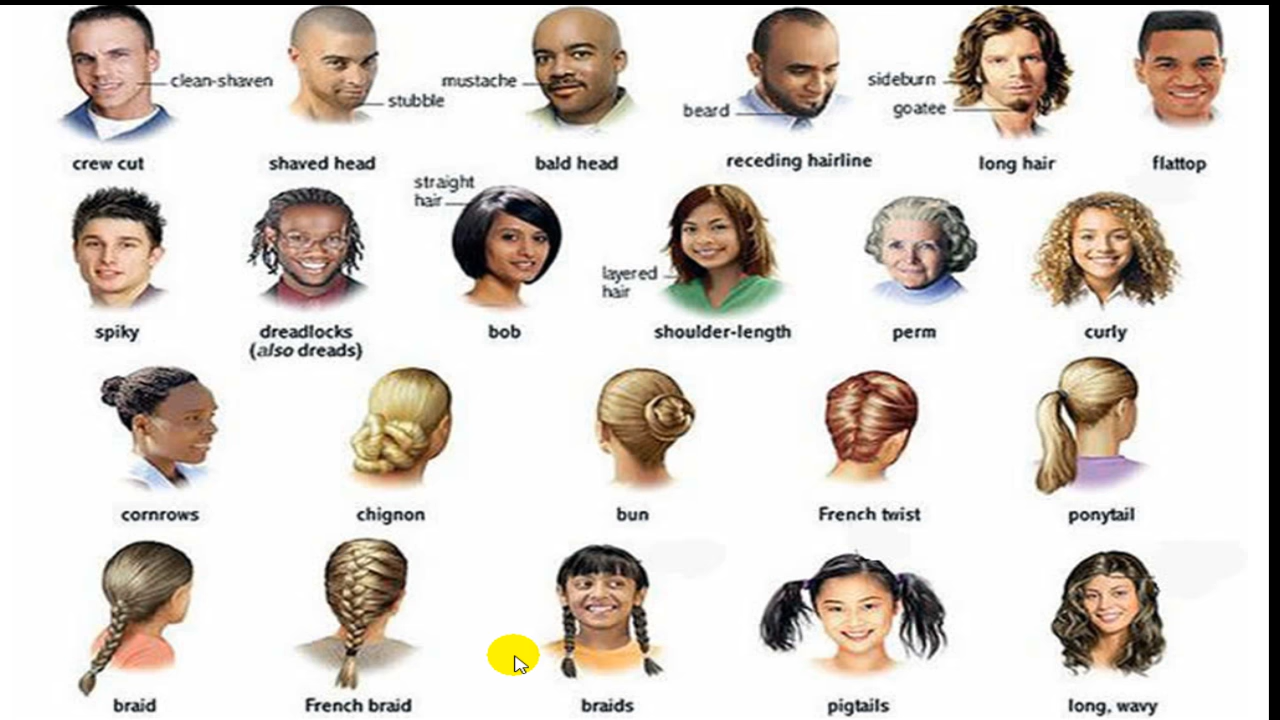 clean-shaven
stubble
mustache
beard
sideburn
goatee
crew cut
shaved head
bald head
receding hairline
long hair
flattop
straight
hair
layered
hair
spiky
dreadlocks
(also dreads)
bob
shoulder-length
perm
curly
cornrows
chignon
bun
French twist
ponytail
braid
French braid
braids
pigtails
long, wavy